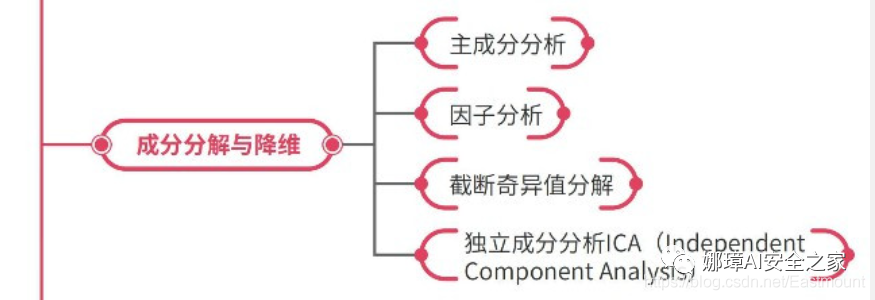 主成分分析
因子分析
成分分解与降维
截断奇异值分解
独立成分分析ICA（Independent
Component Analysis）
娜璋AI安全之家
https://blog.csdn.net/Eastmount